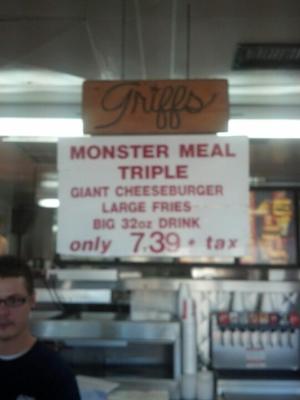 Griffs
MONSTER MEAL
TRIPLE
GIANT CHEESEBURGER
LARGE FRIES
BIG 32oz DRINK
only 7.39 + tax